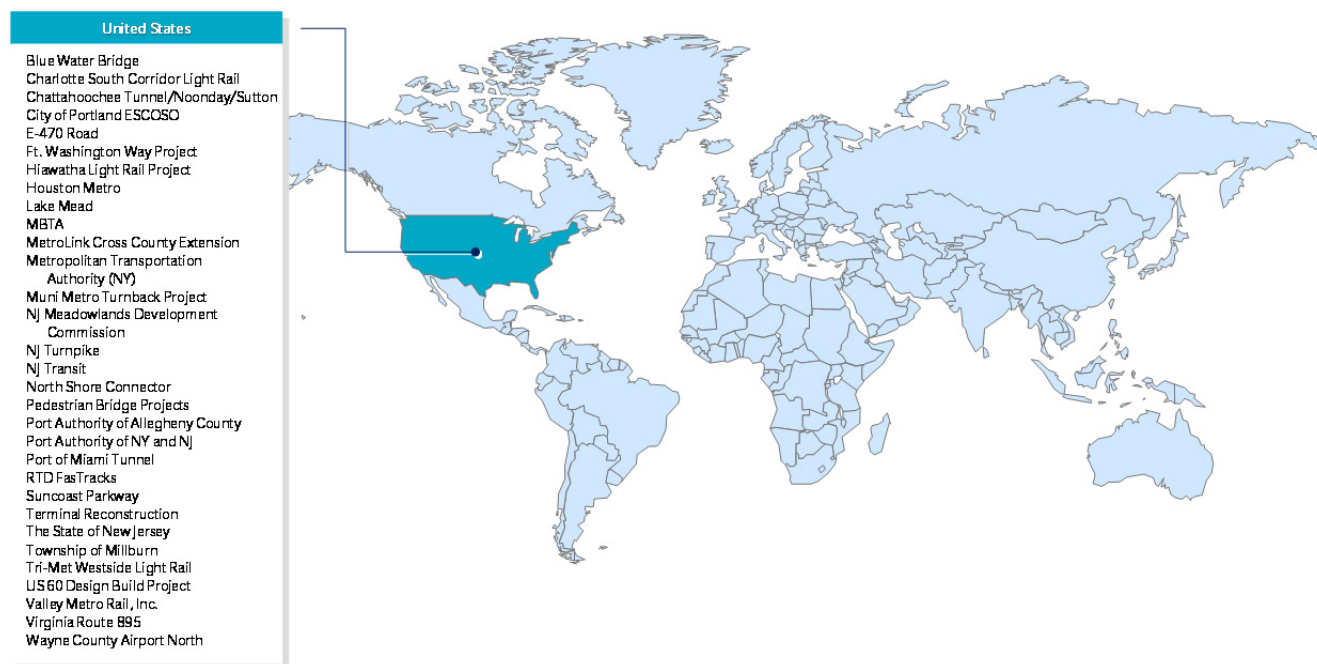 United States
Blue Water Bridge
Charlotte South Corridor Light Rail
Chattahoochee Tunnel/Noonday/Sutton
City of Portland ESCOSO
E-470 Road
Ft. Washington Way Project
Hiawatha Light Rail Project
Houston Metro
Lake Mead
MBTA
MetroLink Cross County Extension
Metropolitan Transportation
Authority (NY)
Muni Metro Turnback Project
NJ Meadowlands Development
Commission
NJ Turnpike
NJ Transit
North Shore Connector
Pedestrian Bridge Projects
Port Authority of Allegheny County
Port Authority of NY and NJ
Port of Miami Tunnel
RTD FasTracks
Suncoast Parkway
Terminal Reconstruction
The State of New Jersey
Township of Millburn
Tri-Met Westside Light Rail
US 60 Design Build Project
Valley Metro Rail, Inc.
Virginia Route 895
Wayne County Airport North